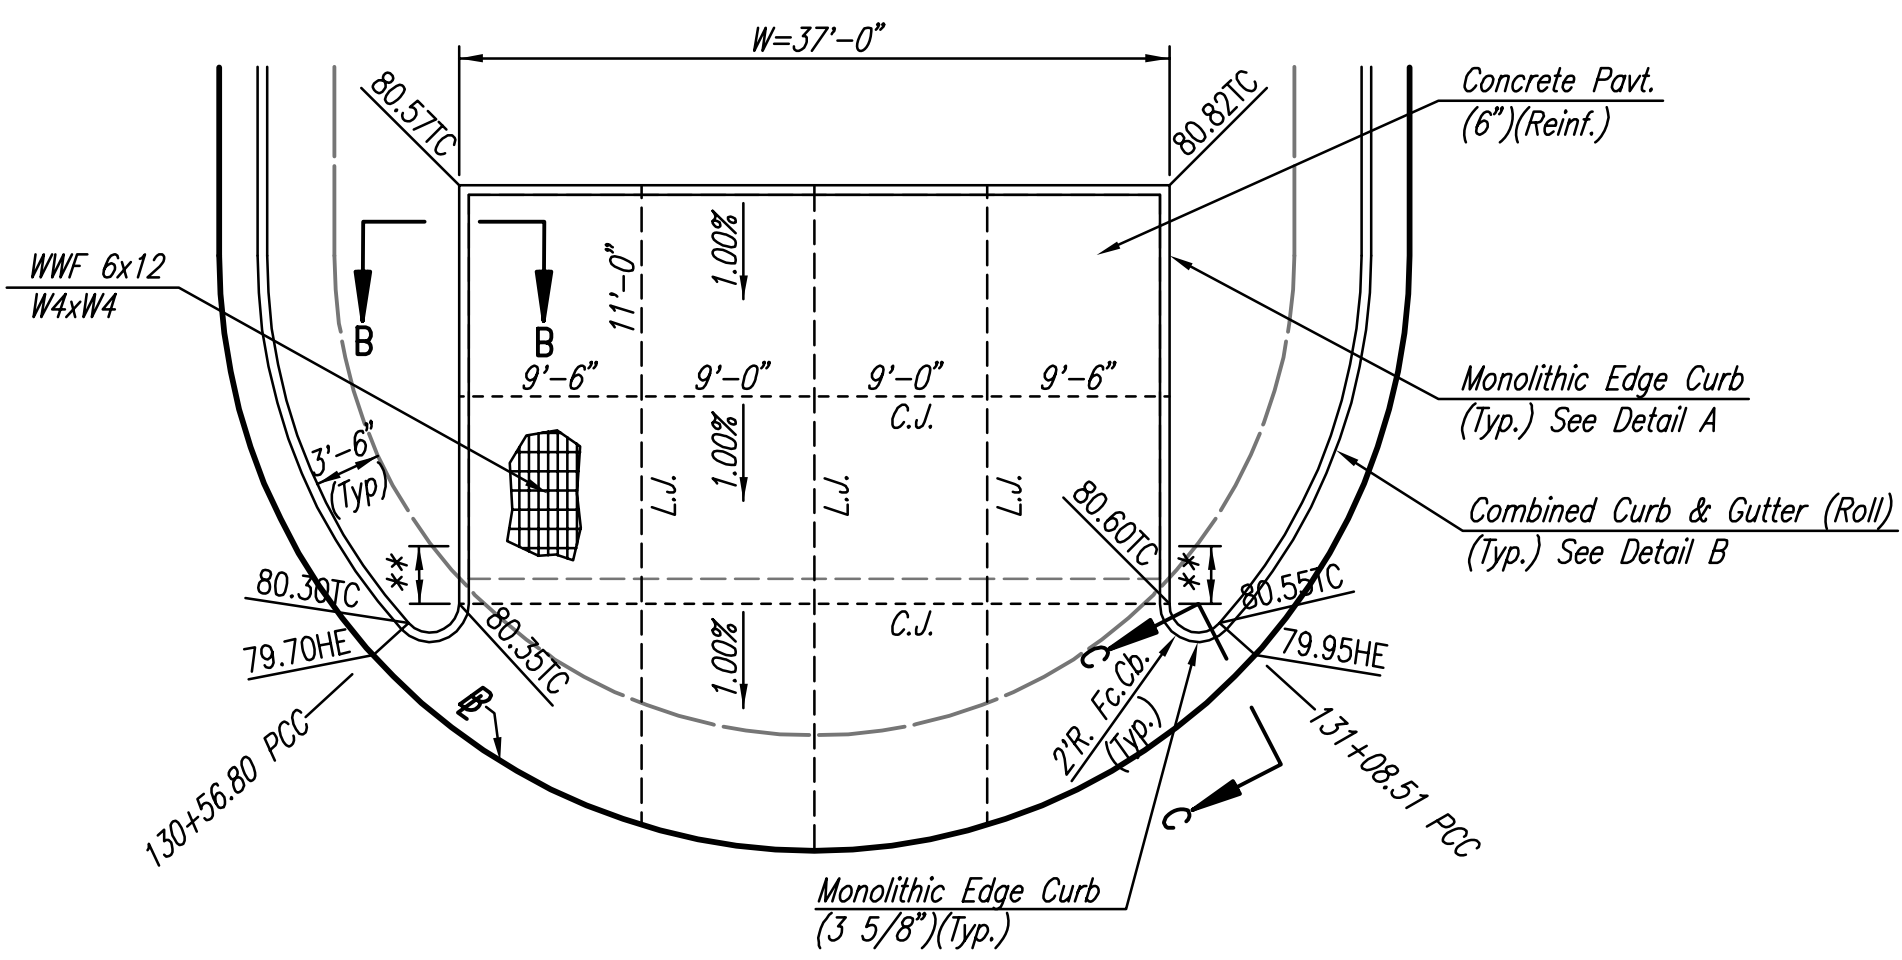 W=37'-0"
80.57TC
80.82TC
Concrete Pavt.
(6")(Reinf.)
WWF 6x12
W4xW4
B
B
11'-0"
1.00%
9'-6"
9'-0"
9'-0"
9'-6"
C.J.
1.00%
Monolithic Edge Curb
(Typ.) See Detail A
3'-6"
(Typ)
L.J.
L.J.
L.J.
80.60TC
Combined Curb & Gutter (Roll)
(Typ.) See Detail B
**
**
80.30TC
80.55TC
79.70HE
79.95HE
80.35TC
C.J.
1.00%
C
2'R. Fc.Cb.
(Typ.)
130+56.80 PCC
131+08.51 PCC
C
Monolithic Edge Curb
(3 5/8")(Typ.)